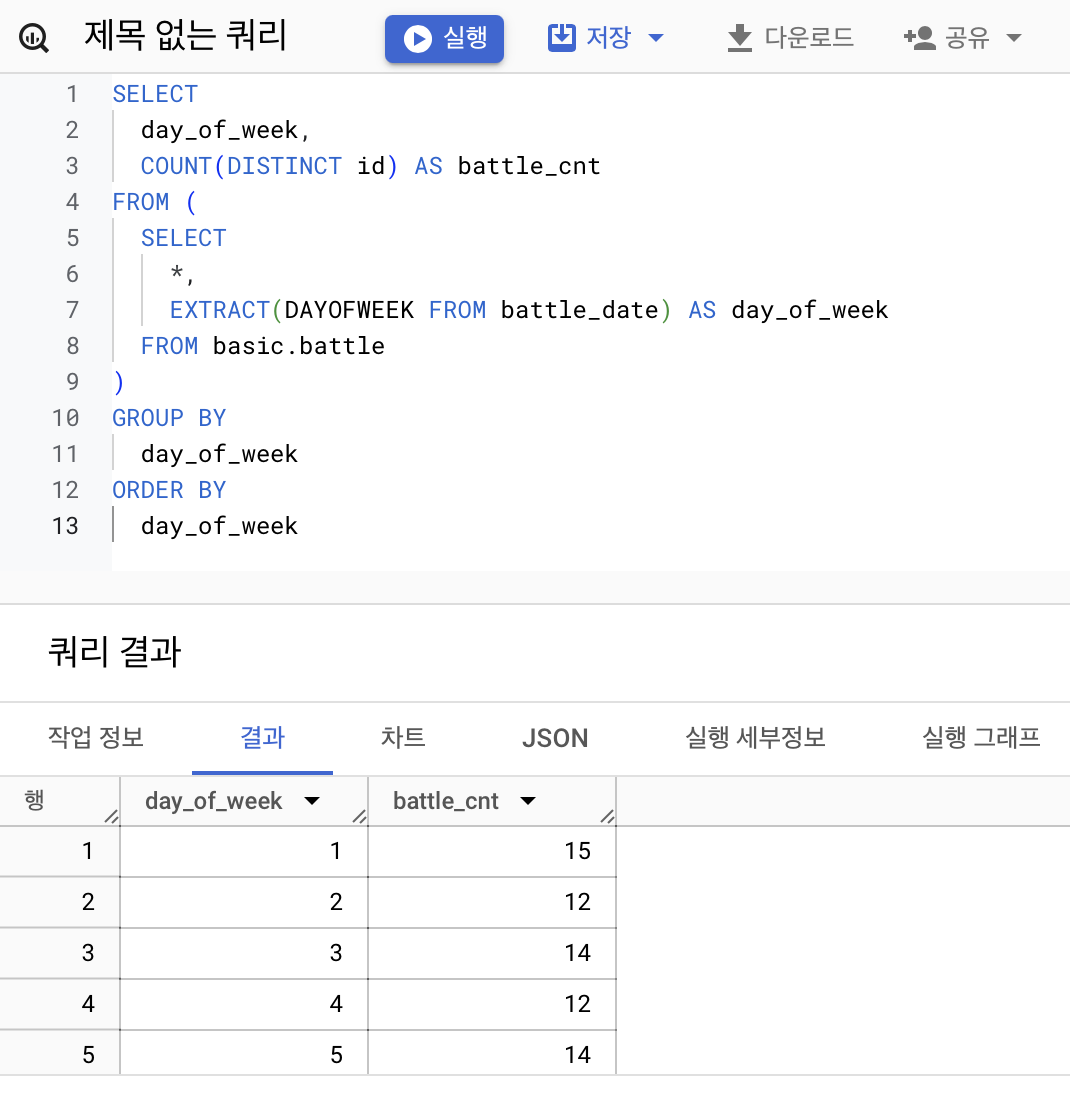 제목 없는 쿼리 실행 저장 다운로드 공유
1 SELECT
2 day_of_week,
3 COUNT(DISTINCT id) AS battle_cnt
4 FROM (
5 SELECT
6 *,
7 EXTRACT(DAYOFWEEK FROM battle_date) AS day_of_week
8 FROM basic.battle
9 )
10 GROUP BY
11 day_of_week
12 ORDER BY
13 day_of_week
쿼리 결과
작업 정보 결과 차트 JSON 실행 세부정보 실행 그래프
행 day_of_week battle_cnt
1 1 15
2 2 12
3 3 14
4 4 12
5 5 14